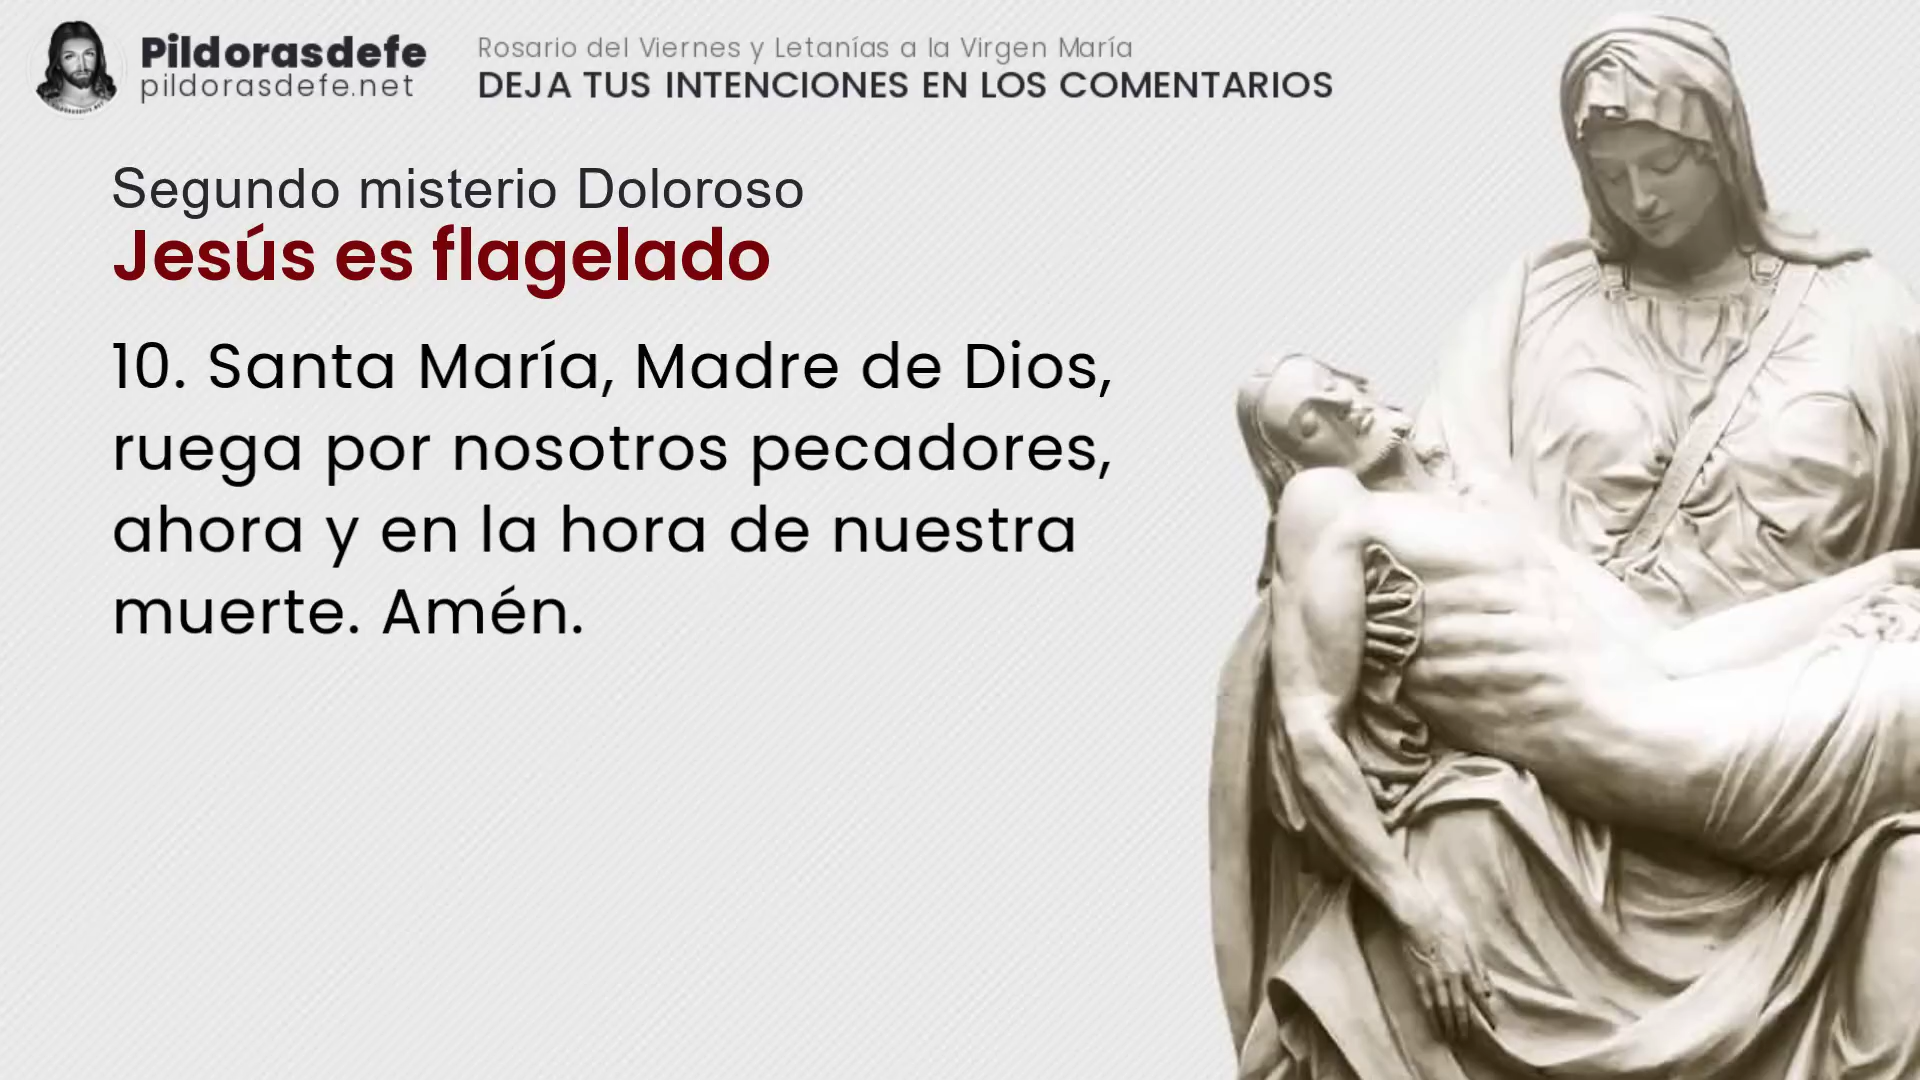 Pildorasdefe
pildorasdefe.net
Rosario del Viernes y Letanías a la Virgen María
DEJA TUS INTENCIONES EN LOS COMENTARIOS
Segundo misterio Doloroso
Jesús es flagelado
10. Santa María, Madre de Dios,
ruega por nosotros pecadores,
ahora y en la hora de nuestra
muerte. Amén.